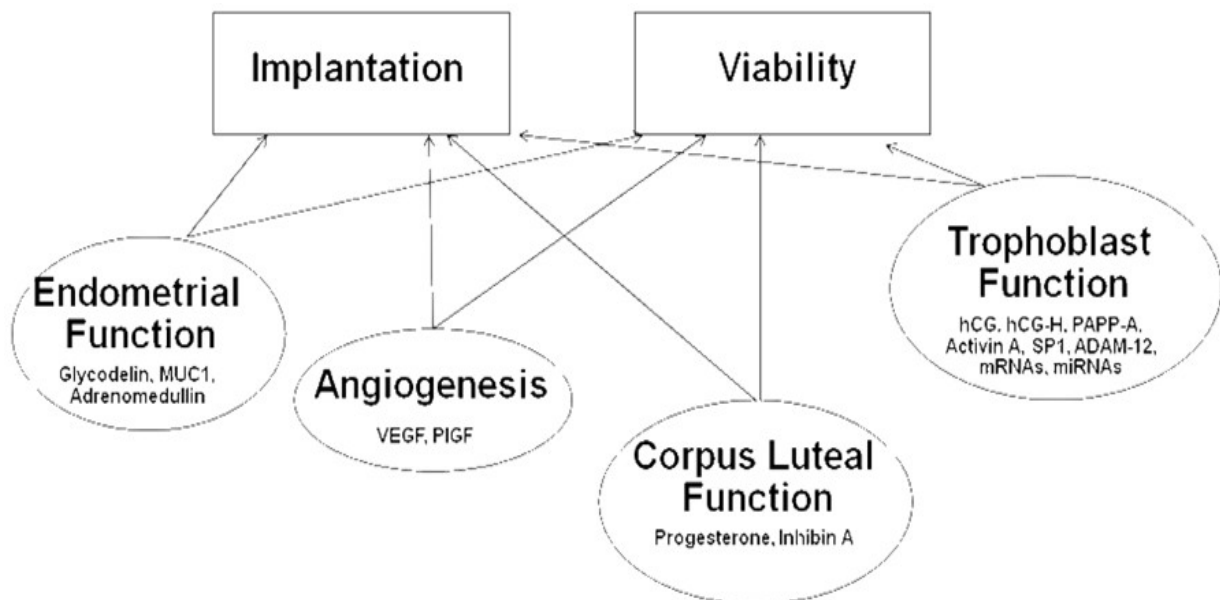 Implantation
Viability
Endometrial
Function
Glycodelin, MUC1,
Adrenomedullin
Angiogenesis
VEGF, PIGF
Corpus Luteal
Function
Progesterone, Inhibin A
Trophoblast
Function
hCG, hCG-H, PAPP-A,
Activin A, SP1, ADAM-12,
mRNAs, miRNAs